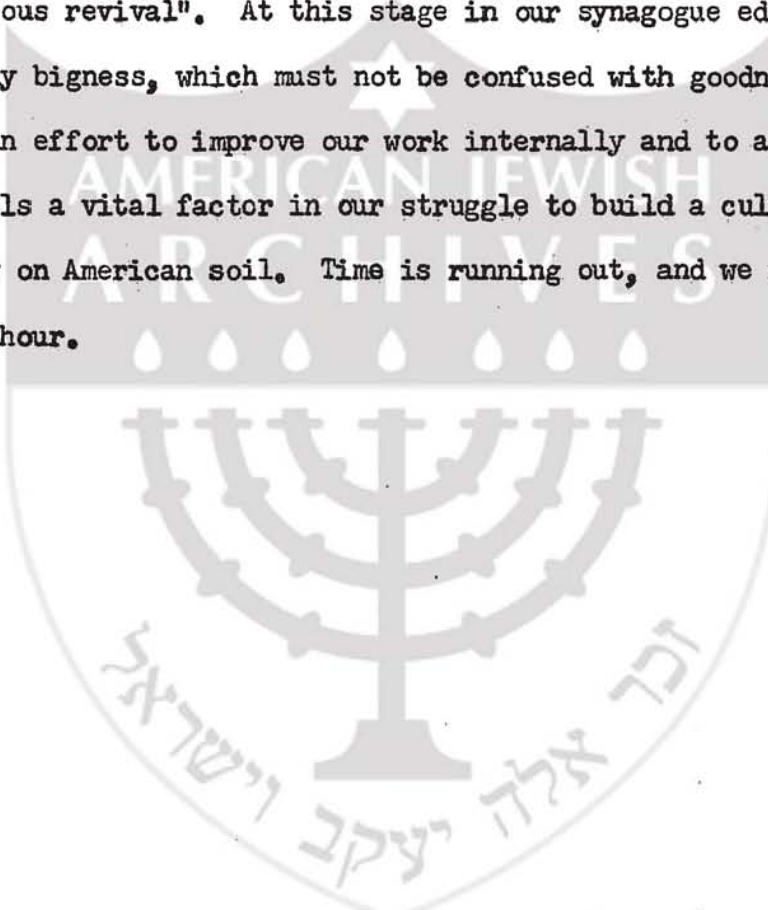 ous revival". At this stage in our synagogue ed
y bigness, which must not be confused with goodn
n effort to improve our work internally and to a
ls a vital factor in our struggle to build a cul
on American soil. Time is running out, and we
hour.
AMERICAN JEWISH
ARCHIVES
זכר אלה יעקב וישראל